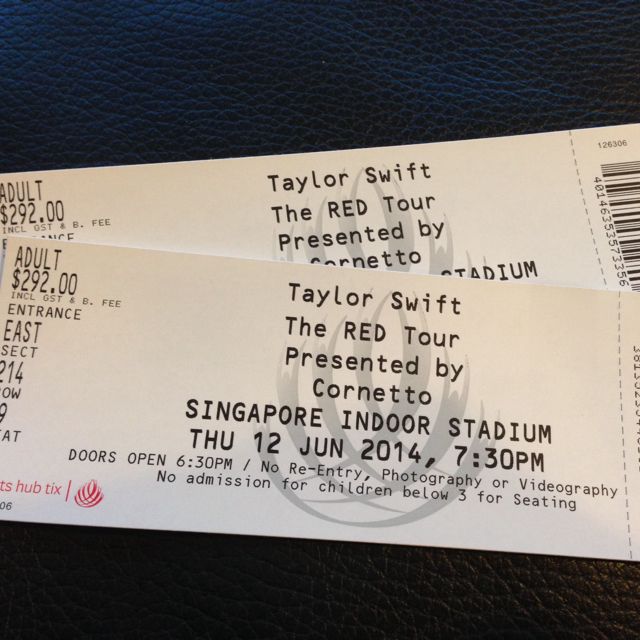 126306
ADULT
$292.00
INCL GST & B. FEE
Taylor Swift
The RED Tour
Presented by
Cornetto
STADIUM
ADULT
$292.00
INCL GST & B. FEE
ENTRANCE
EAST
SECT
214
OW
9
AT
Taylor Swift
The RED Tour
Presented by
Cornetto
SINGAPORE INDOOR STADIUM
THU 12 JUN 2014, 7:30PM
DOORS OPEN 6:30PM / No Re-Entry, Photography or Videography
No admission for children below 3 for Seating
ts hub tix
06